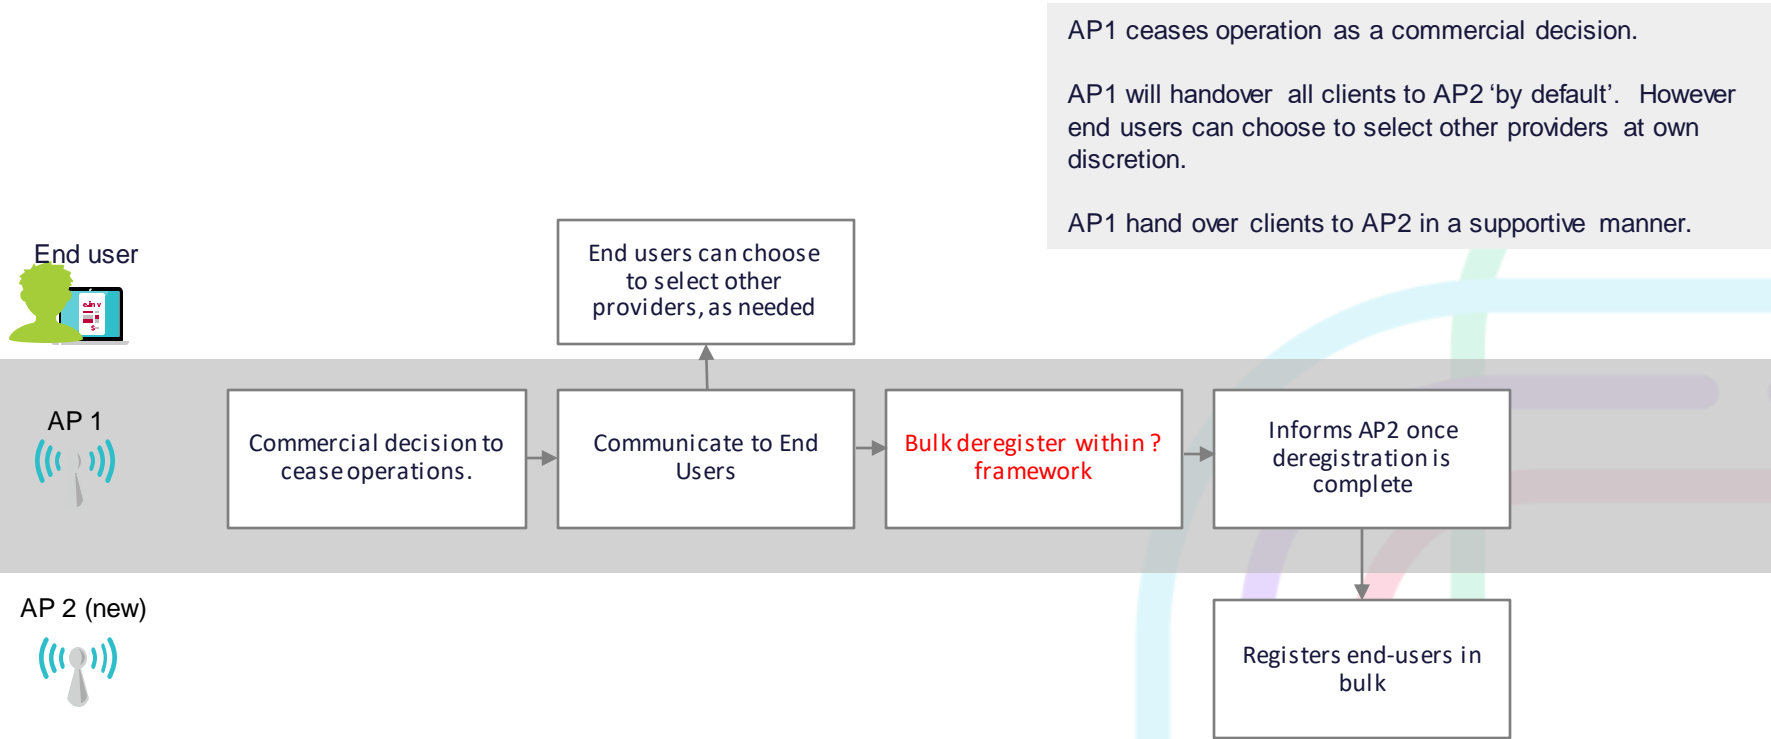 AP1 ceases operation as a commercial decision.
AP1 will handover all clients to AP2 ‘by default’. However
end users can choose to select other providers at own
discretion.
AP1 hand over clients to AP2 in a supportive manner.
End user
End users can choose
to select other
providers, as needed
AP 1
Commercial decision to
cease operations.
Communicate to End
Users
Bulk deregister within ?
framework
Informs AP2 once
deregistration is
complete
AP 2 (new)
Registers end-users in
bulk